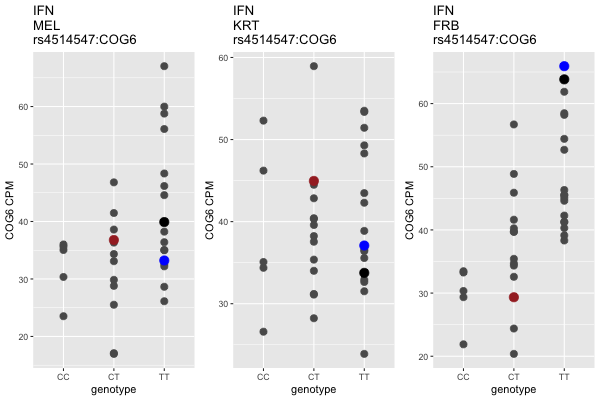 IFN
MEL
rs4514547:COG6
COG6 CPM
60
50
40
30
20
CC CT TT
genotype
IFN
KRT
rs4514547:COG6
COG6 CPM
60
50
40
30
CC CT TT
genotype
IFN
FRB
rs4514547:COG6
COG6 CPM
60
50
40
30
20
CC CT TT
genotype